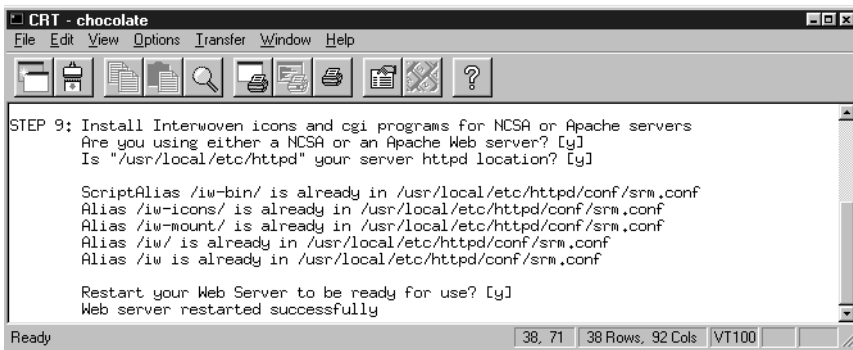 CRT - chocolate
File Edit View Options Transfer Window Help
STEP 9: Install Interwoven icons and cgi programs for NCSA or Apache servers
Are you using either a NCSA or an Apache Web server? [y]
Is "/usr/local/etc/httpd" your server httpd location? [y]
ScriptAlias /iw-bin/ is already in /usr/local/etc/httpd/conf/srm.conf
Alias /iw-icons/ is already in /usr/local/etc/httpd/conf/srm.conf
Alias /iw-mount/ is already in /usr/local/etc/httpd/conf/srm.conf
Alias /iw/ is already in /usr/local/etc/httpd/conf/srm.conf
Alias /iw is already in /usr/local/etc/httpd/conf/srm.conf
Restart your Web Server to be ready for use? [y]
Web server restarted successfully
Ready 38, 71 38 Rows, 92 Cols VT100